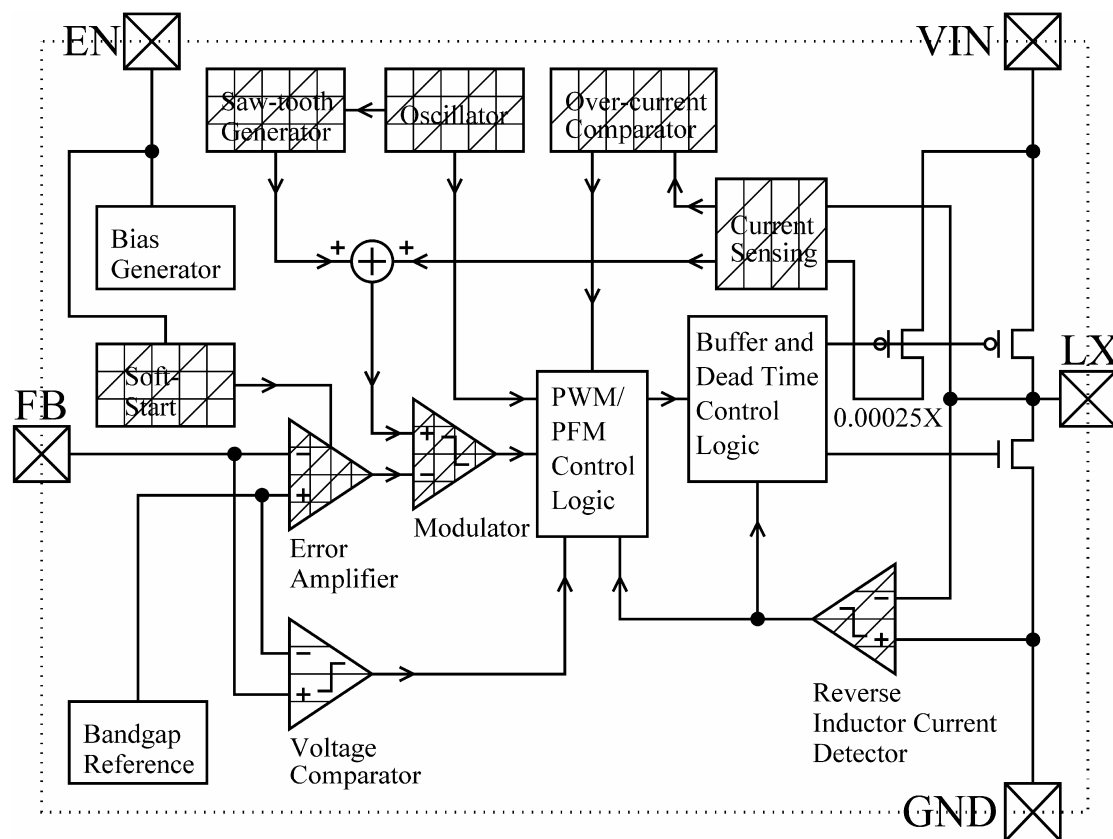 EN
VIN
Saw-tooth
Generator
Oscillator
Over-current
Comparator
Bias
Generator
+
+
Current
Sensing
Soft-
Start
Buffer and
Dead Time
Control
Logic
LX
0.00025X
FB
PWM/
PFM
Control
Logic
−
+
+
−
Modulator
Error
Amplifier
−
+
−
+
Bandgap
Reference
Voltage
Comparator
Reverse
Inductor Current
Detector
GND